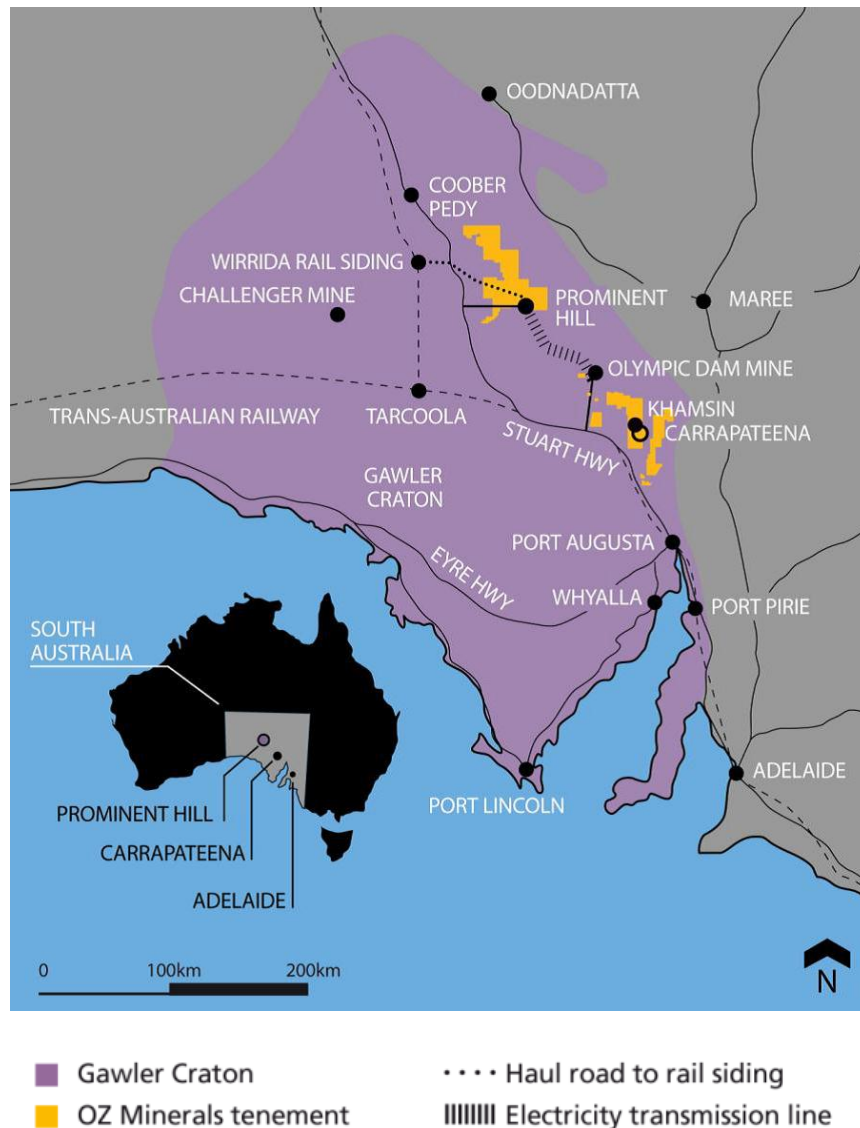 OODNADATTA
COOBER
PEDY
WIRRIDA RAIL SIDING
CHALLENGER MINE
PROMINENT
HILL
MAREE
OLYMPIC DAM MINE
KHAMSIN
CARRAPATEENA
TRANS-AUSTRALIAN RAILWAY
TARCOOLA
STUART HWY
GAWLER
CRATON
PORT AUGUSTA
EYRE HWY
WHYALLA
PORT PIRIE
SOUTH
AUSTRALIA
ADELAIDE
PORT LINCOLN
PROMINENT HILL
CARRAPATEENA
ADELAIDE
0 100km 200km
N
Gawler Craton
OZ Minerals tenement
Haul road to rail siding
Electricity transmission line